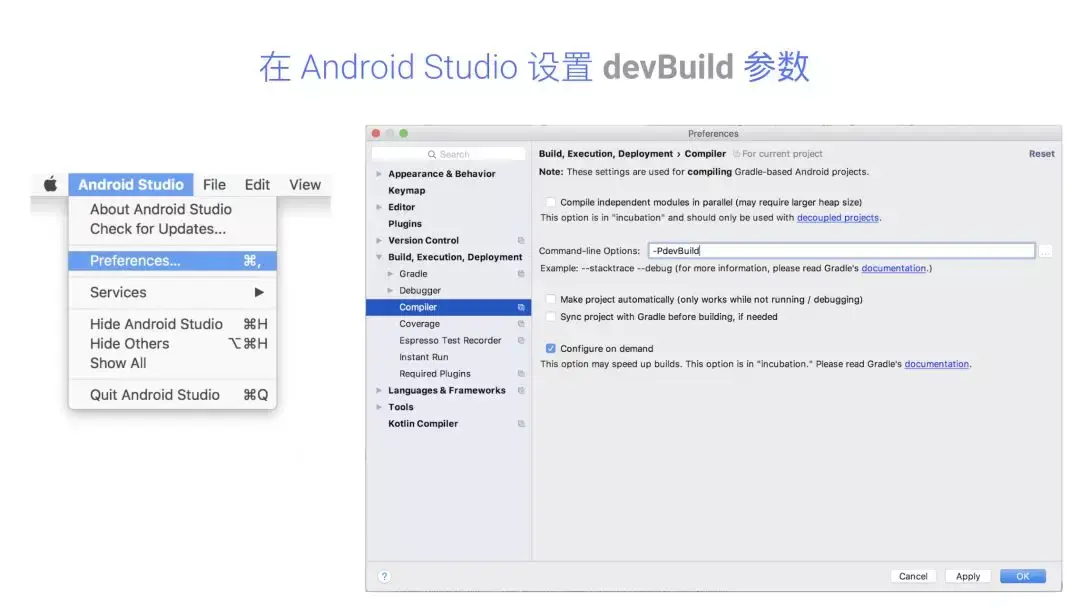 在 Android Studio 设置 devBuild 参数
Android Studio File Edit View
About Android Studio
Check for Updates...
Preferences... ⌘,
Services ▶
Hide Android Studio ⌘H
Hide Others ⌥⌘H
Show All
Quit Android Studio ⌘Q
Preferences
Search
Appearance & Behavior
Keymap
Editor
Plugins
Version Control
Build, Execution, Deployment
Gradle
Debugger
Compiler
Coverage
Espresso Test Recorder
Instant Run
Required Plugins
Languages & Frameworks
Tools
Kotlin Compiler
Build, Execution, Deployment › Compiler For current project Reset
Note: These settings are used for compiling Gradle-based Android projects.
Compile independent modules in parallel (may require larger heap size)
This option is in "incubation" and should only be used with decoupled projects.
Command-line Options: -PdevBuild ...
Example: --stacktrace --debug (for more information, please read Gradle's documentation.)
Make project automatically (only works while not running / debugging)
Sync project with Gradle before building, if needed
Configure on demand
This option may speed up builds. This option is in "incubation." Please read Gradle's documentation.
? Cancel Apply OK